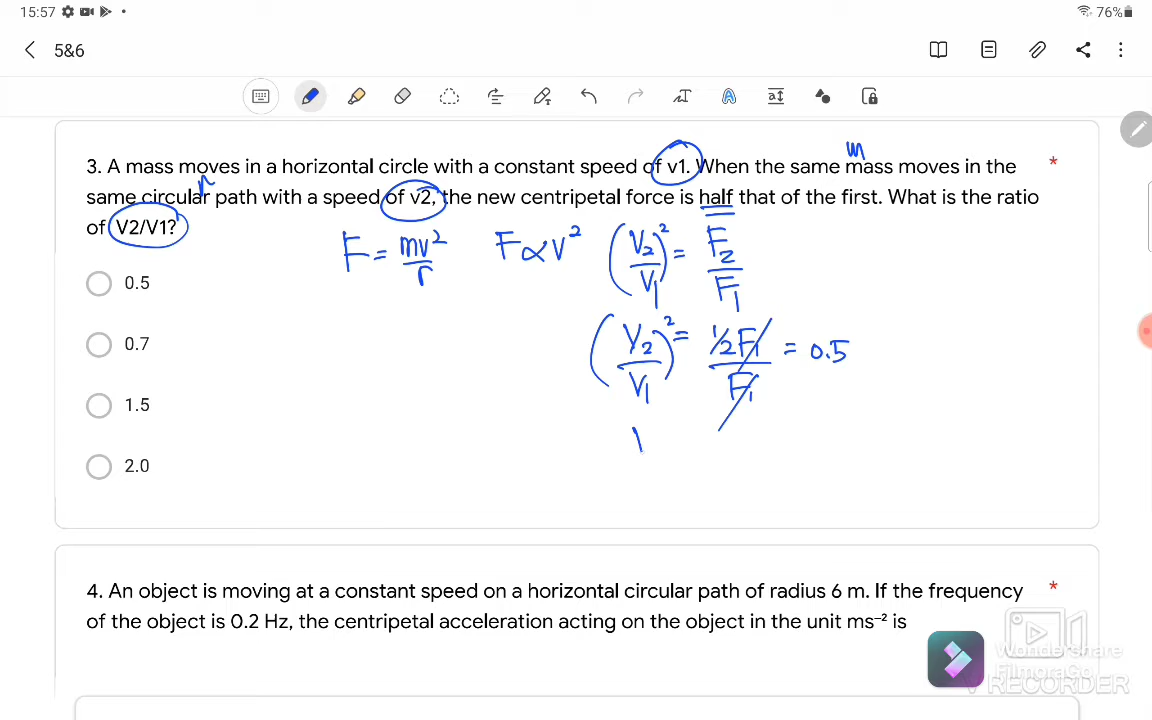 15:57 76%
5&6
m
3. A mass moves in a horizontal circle with a constant speed of v1. When the same mass moves in the *
r
same circular path with a speed of v2, the new centripetal force is half that of the first. What is the ratio
of V2/V1?
F = mv²/r F∝v² (V₂/V₁)² = F₂/F₁
0.5
(V₂/V₁)² = ½F₁/F₁ = 0.5
0.7
1.5
2.0
4. An object is moving at a constant speed on a horizontal circular path of radius 6 m. If the frequency *
of the object is 0.2 Hz, the centripetal acceleration acting on the object in the unit ms⁻² is
Wondershare
FilmoraGo
RECORDER